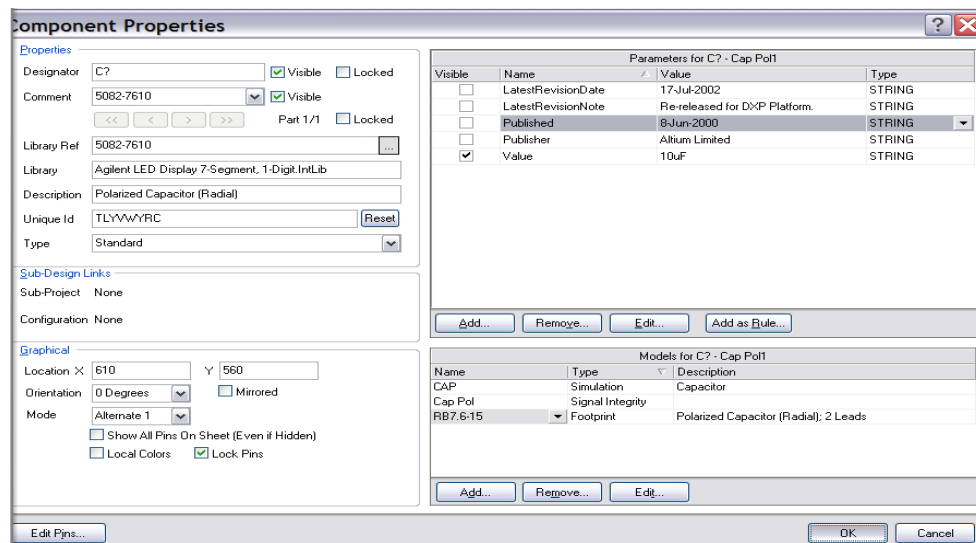 Component Properties
Properties
Designator C? Visible Locked
Comment 5082-7610 Visible
<< < > >> Part 1/1 Locked
Library Ref 5082-7610 ...
Library Agilent LED Display 7-Segment, 1-Digit.IntLib
Description Polarized Capacitor (Radial)
Unique Id TLYVWYRC Reset
Type Standard
Sub-Design Links
Sub-Project None
Configuration None
Graphical
Location X 610 Y 560
Orientation 0 Degrees Mirrored
Mode Alternate 1
Show All Pins On Sheet (Even if Hidden)
Local Colors Lock Pins
Parameters for C? - Cap Pol1
Visible Name Value Type
LatestRevisionDate 17-Jul-2002 STRING
LatestRevisionNote Re-released for DXP Platform. STRING
Published 8-Jun-2000 STRING
Publisher Altium Limited STRING
Value 10uF STRING
Add... Remove... Edit... Add as Rule...
Models for C? - Cap Pol1
Name Type Description
CAP Simulation Capacitor
Cap Pol Signal Integrity
RB7.6-15 Footprint Polarized Capacitor (Radial); 2 Leads
Add... Remove... Edit...
Edit Pins... OK Cancel